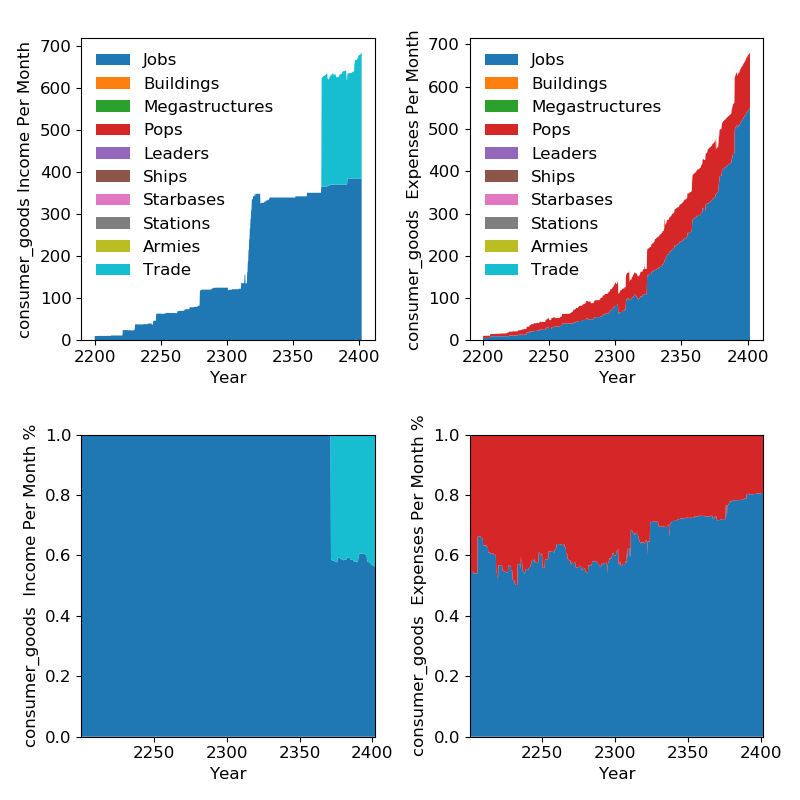 consumer_goods Income Per Month
700
600
500
400
300
200
100
0
Jobs
Buildings
Megastructures
Pops
Leaders
Ships
Starbases
Stations
Armies
Trade
2200 2250 2300 2350 2400
Year
consumer_goods Expenses Per Month
700
600
500
400
300
200
100
0
Jobs
Buildings
Megastructures
Pops
Leaders
Ships
Starbases
Stations
Armies
Trade
2200 2250 2300 2350 2400
Year
consumer_goods Income Per Month %
1.0
0.8
0.6
0.4
0.2
0.0
2250 2300 2350 2400
Year
consumer_goods Expenses Per Month %
1.0
0.8
0.6
0.4
0.2
0.0
2250 2300 2350 2400
Year